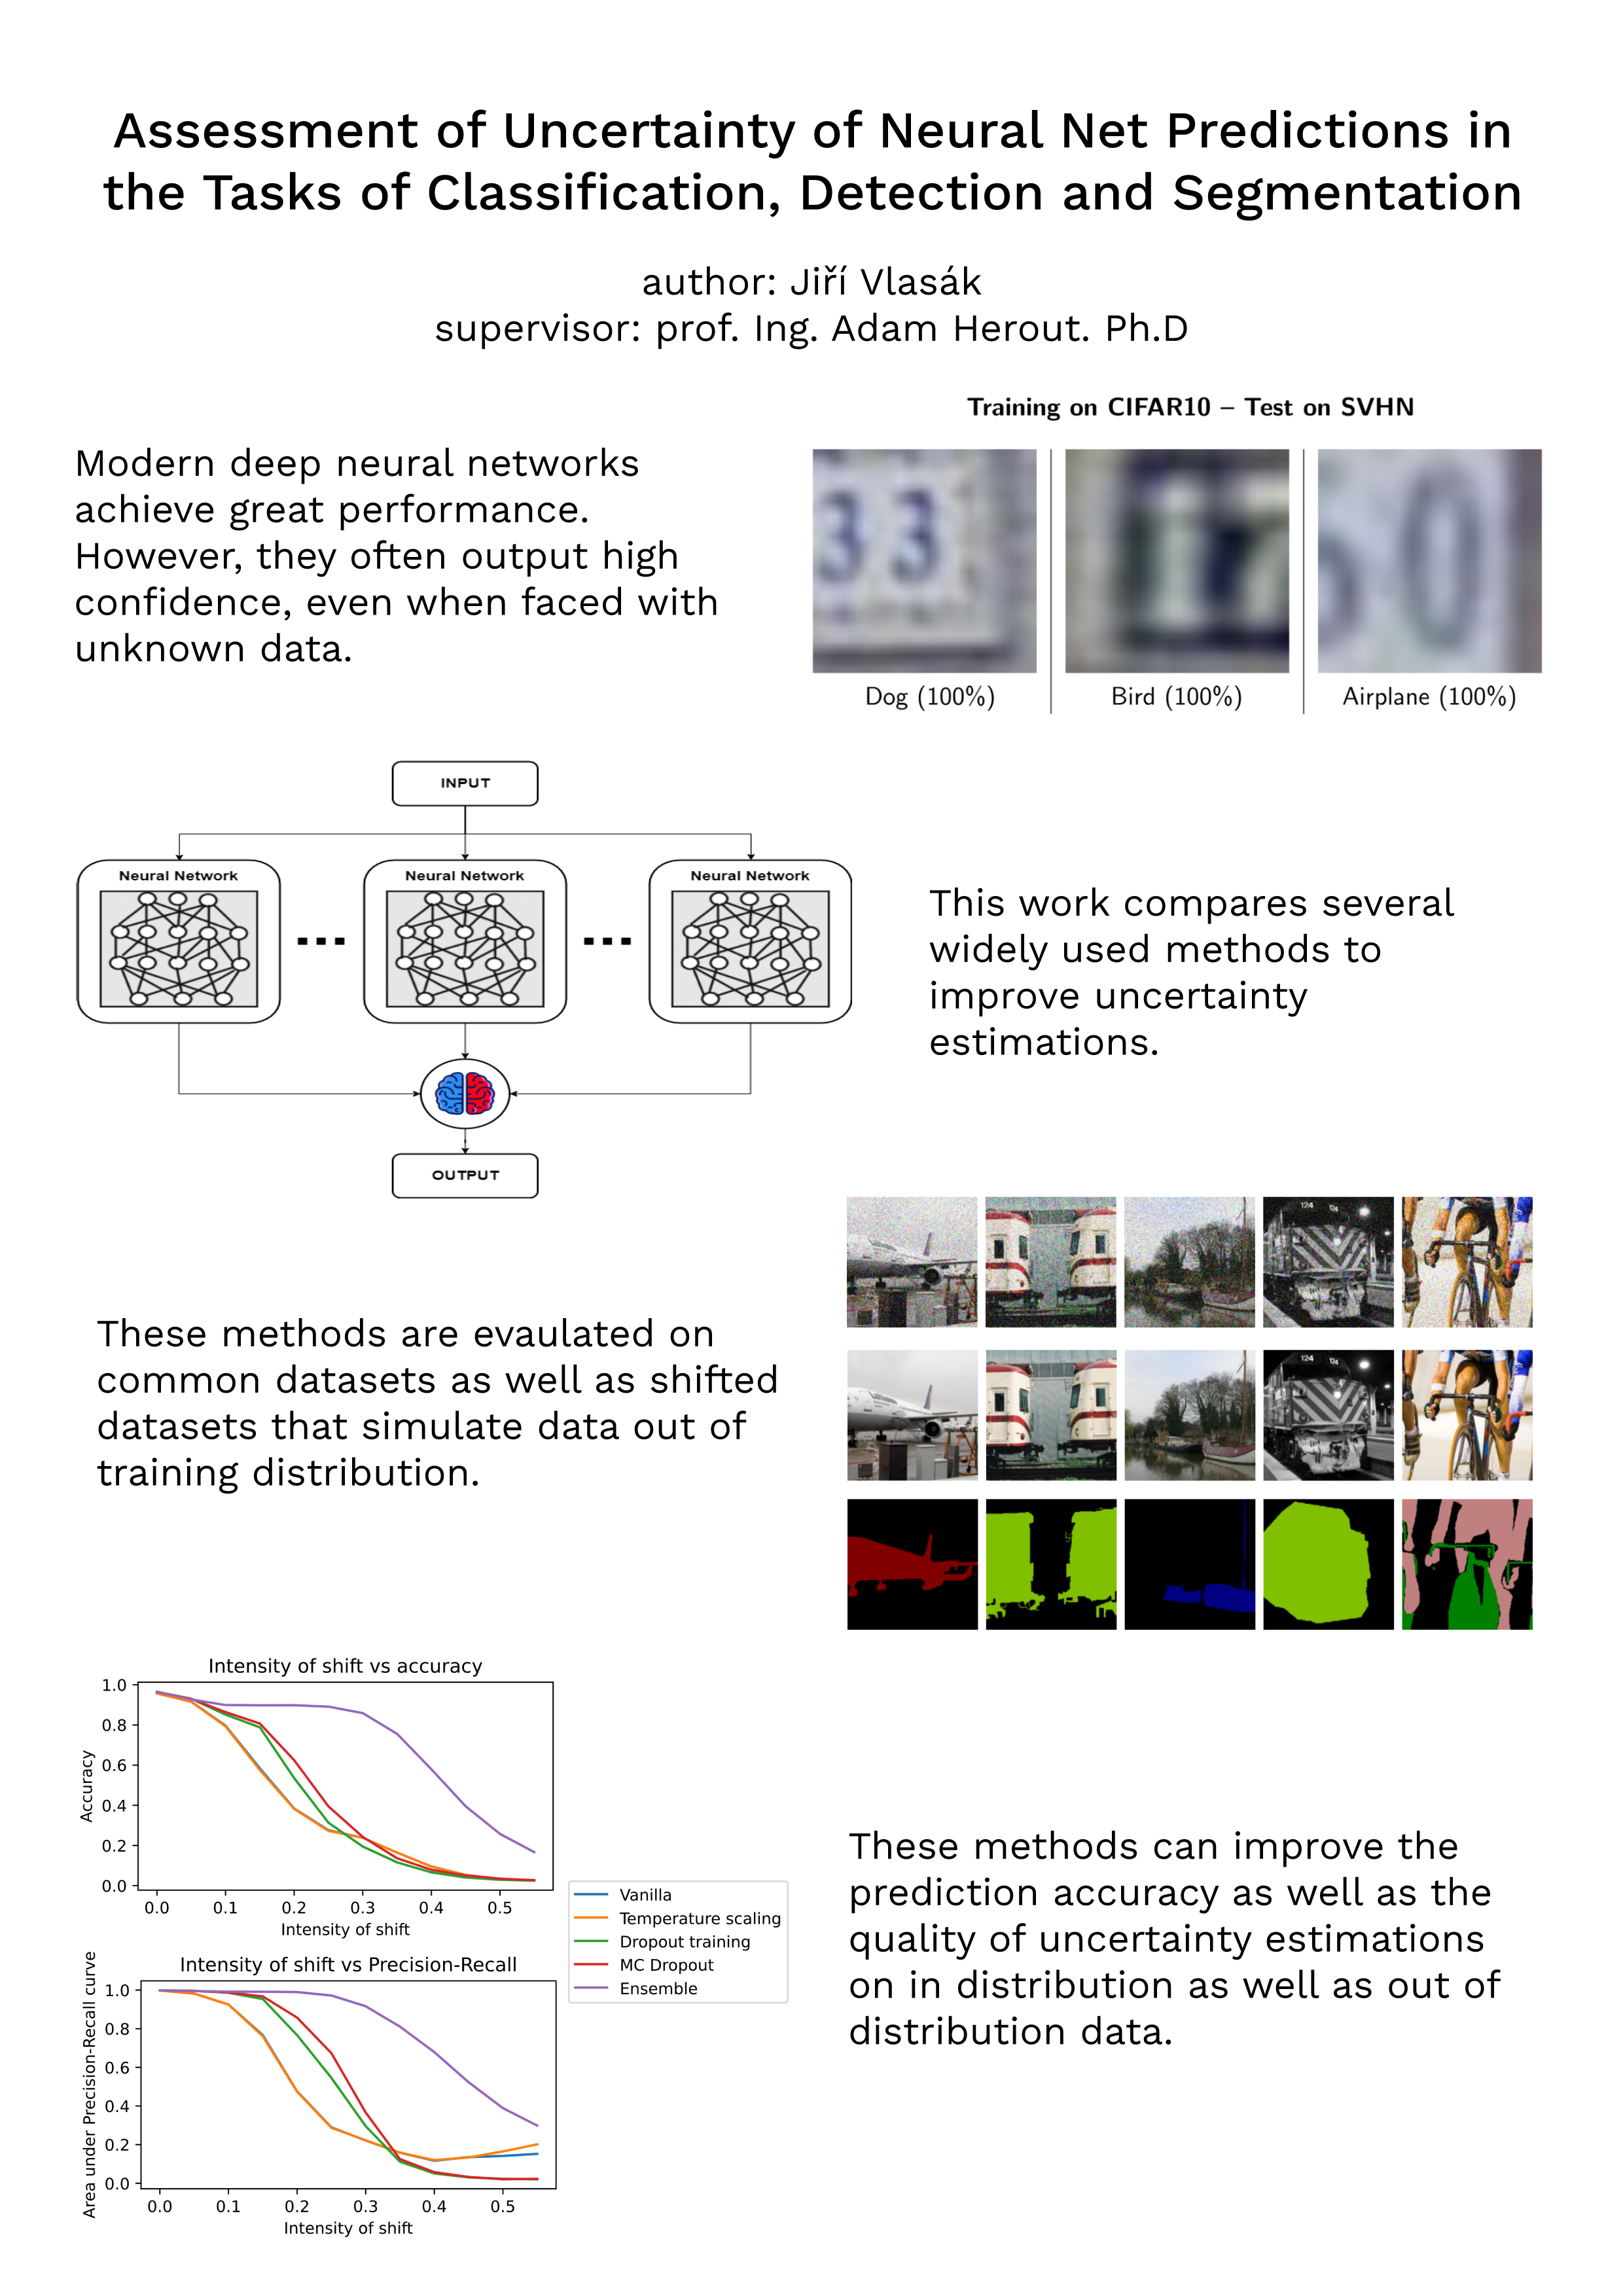 Assessment of Uncertainty of Neural Net Predictions in
the Tasks of Classification, Detection and Segmentation
author: Jiří Vlasák
supervisor: prof. Ing. Adam Herout. Ph.D
Modern deep neural networks
achieve great performance.
However, they often output high
confidence, even when faced with
unknown data.
Training on CIFAR10 – Test on SVHN
33
17
60
Dog (100%)
Bird (100%)
Airplane (100%)
INPUT
Neural Network
Neural Network
Neural Network
OUTPUT
This work compares several
widely used methods to
improve uncertainty
estimations.
These methods are evaulated on
common datasets as well as shifted
datasets that simulate data out of
training distribution.
124
124
124
124
Intensity of shift vs accuracy
Accuracy
1.0
0.8
0.6
0.4
0.2
0.0
0.0 0.1 0.2 0.3 0.4 0.5
Intensity of shift
Vanilla
Temperature scaling
Dropout training
MC Dropout
Ensemble
Intensity of shift vs Precision-Recall
Area under Precision-Recall curve
1.0
0.8
0.6
0.4
0.2
0.0
0.0 0.1 0.2 0.3 0.4 0.5
Intensity of shift
These methods can improve the
prediction accuracy as well as the
quality of uncertainty estimations
on in distribution as well as out of
distribution data.